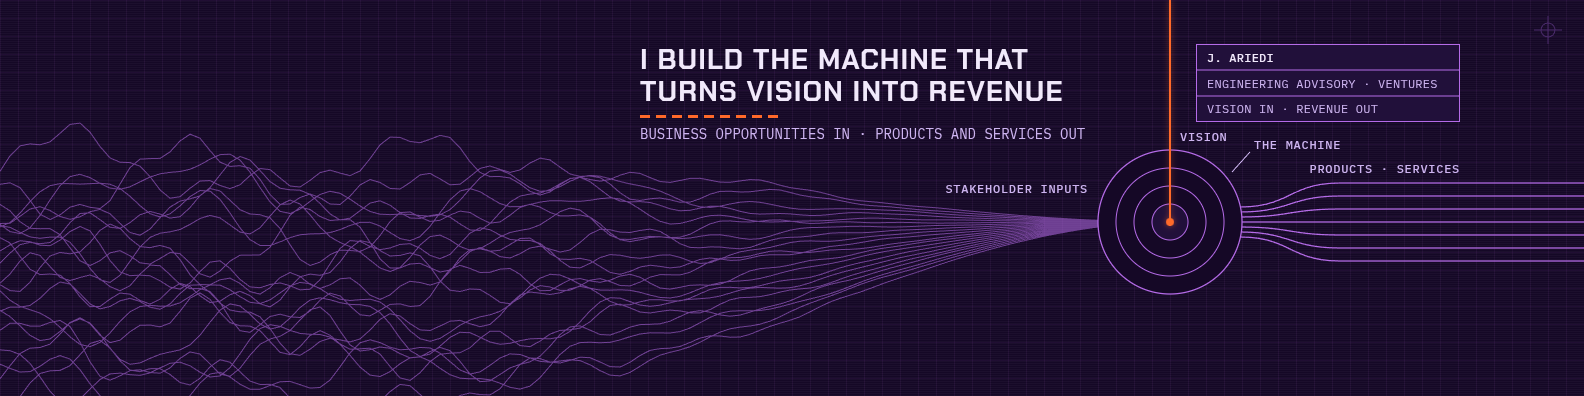 I BUILD THE MACHINE THAT
TURNS VISION INTO REVENUE
BUSINESS OPPORTUNITIES IN · PRODUCTS AND SERVICES OUT
J. ARIEDI
ENGINEERING ADVISORY · VENTURES
VISION IN · REVENUE OUT
VISION
THE MACHINE
PRODUCTS · SERVICES
STAKEHOLDER INPUTS